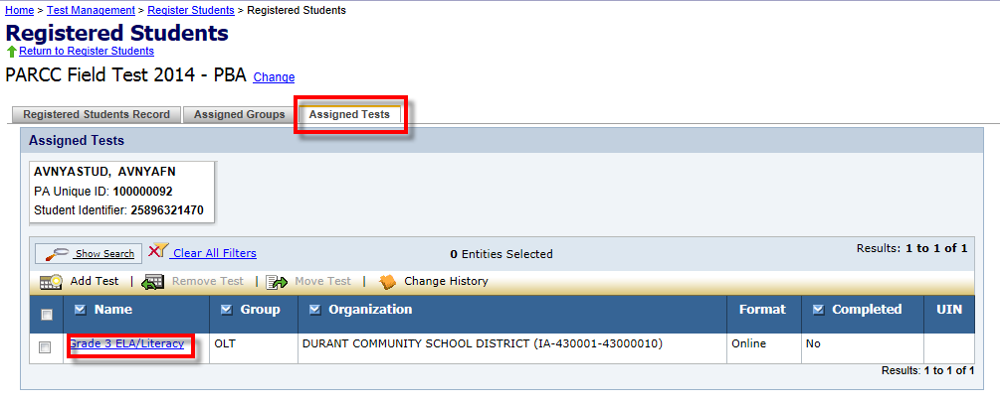 Home > Test Management > Register Students > Registered Students
Registered Students
Return to Register Students
PARCC Field Test 2014 - PBA Change
Registered Students Record Assigned Groups Assigned Tests
Assigned Tests
AVNYASTUD, AVNYAFN
PA Unique ID: 100000092
Student Identifier: 25896321470
Show Search Clear All Filters 0 Entities Selected Results: 1 to 1 of 1
Add Test | Remove Test | Move Test | Change History
Name Group Organization Format Completed UIN
Grade 3 ELA/Literacy OLT DURANT COMMUNITY SCHOOL DISTRICT (IA-430001-43000010) Online No
Results: 1 to 1 of 1